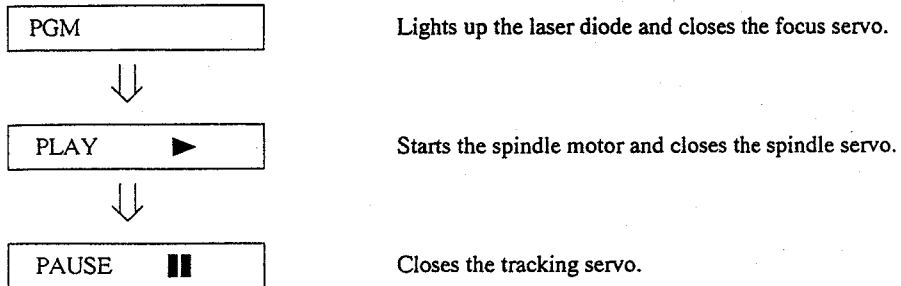 PGM Lights up the laser diode and closes the focus servo.
PLAY ► Starts the spindle motor and closes the spindle servo.
PAUSE ▮▮ Closes the tracking servo.